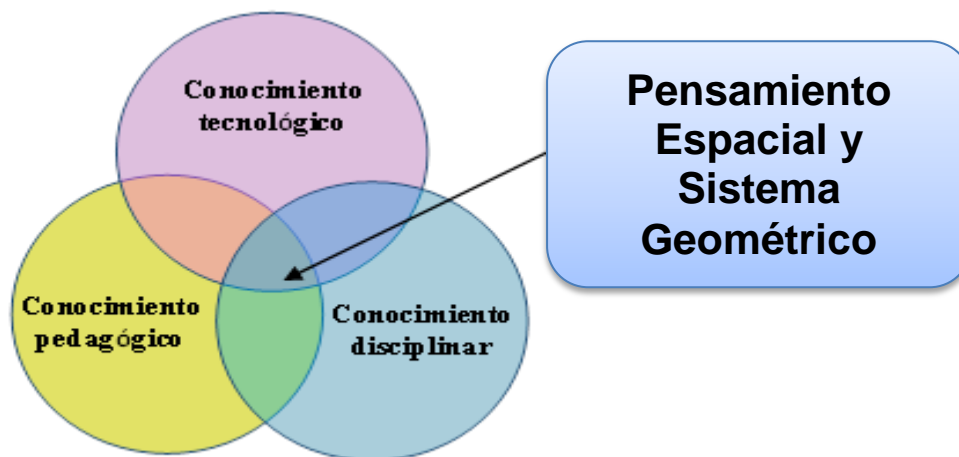 Conocimiento
tecnológico
Pensamiento
Espacial y
Sistema
Geométrico
Conocimiento
pedagógico
Conocimiento
disciplinar